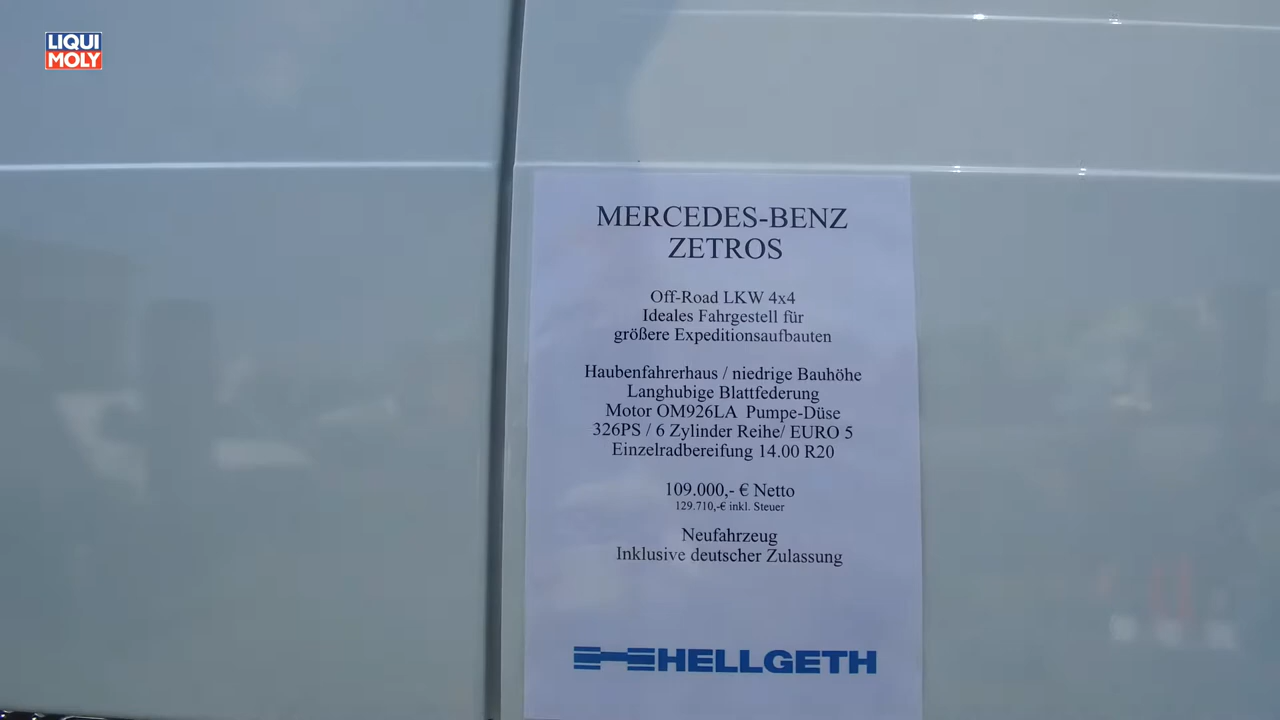 LIQUI
MOLY
MERCEDES-BENZ
ZETROS
Off-Road LKW 4x4
Ideales Fahrgestell für
größere Expeditionsaufbauten
Haubenfahrerhaus / niedrige Bauhöhe
Langhubige Blattfederung
Motor OM926LA Pumpe-Düse
326PS / 6 Zylinder Reihe/ EURO 5
Einzelradbereifung 14.00 R20
109.000,- € Netto
129.710,-€ inkl. Steuer
Neufahrzeug
Inklusive deutscher Zulassung
HELLGETH